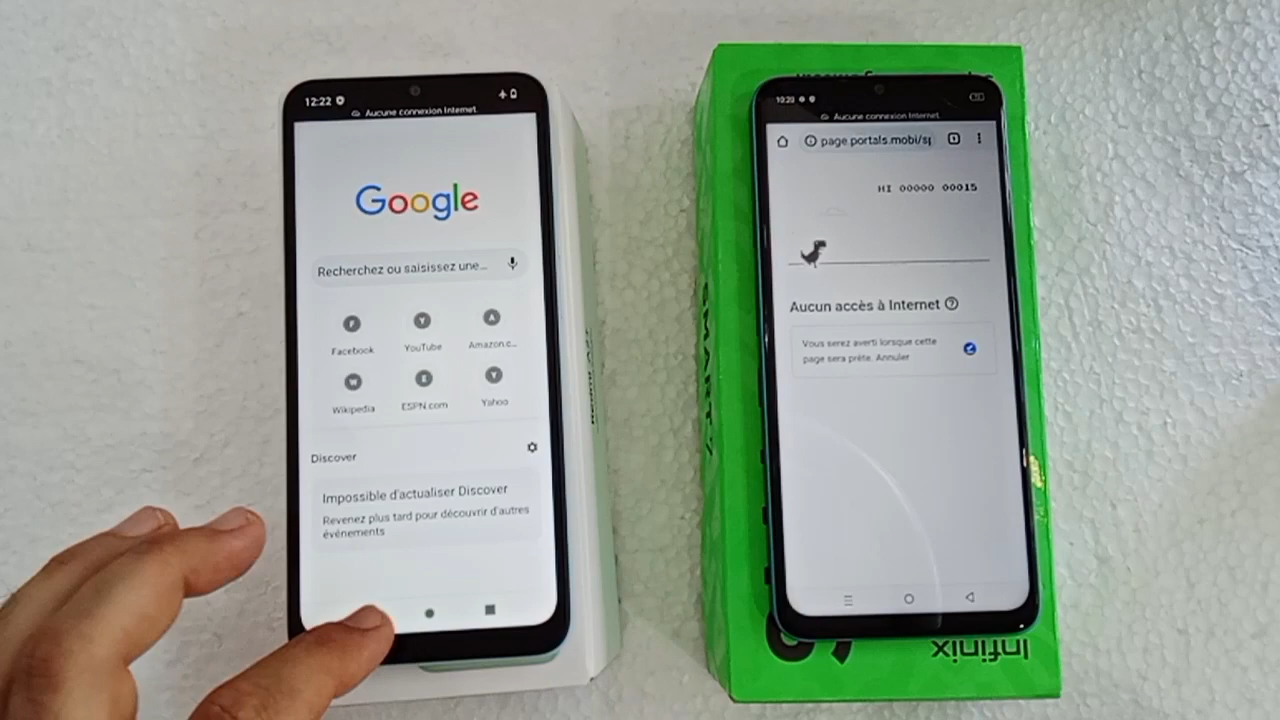 12:22
Aucune connexion Internet
Google
Recherchez ou saisissez une...
F
Y
A
Facebook
YouTube
Amazon.c...
W
E
Y
Wikipedia
ESPN.com
Yahoo
Discover
Impossible d'actualiser Discover
Revenez plus tard pour découvrir d'autres
événements
10:20
Aucune connexion Internet
page.portals.mobi/s
HI 00000 00015
Aucun accès à Internet
Vous serez averti lorsque cette
page sera prête. Annuler
SMART 7
Infinix